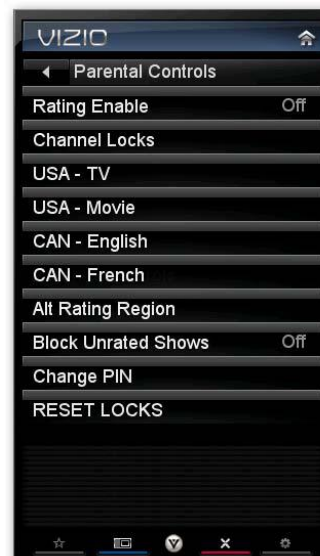 VIZIO
Parental Controls
Rating Enable Off
Channel Locks
USA - TV
USA - Movie
CAN - English
CAN - French
Alt Rating Region
Block Unrated Shows Off
Change PIN
RESET LOCKS